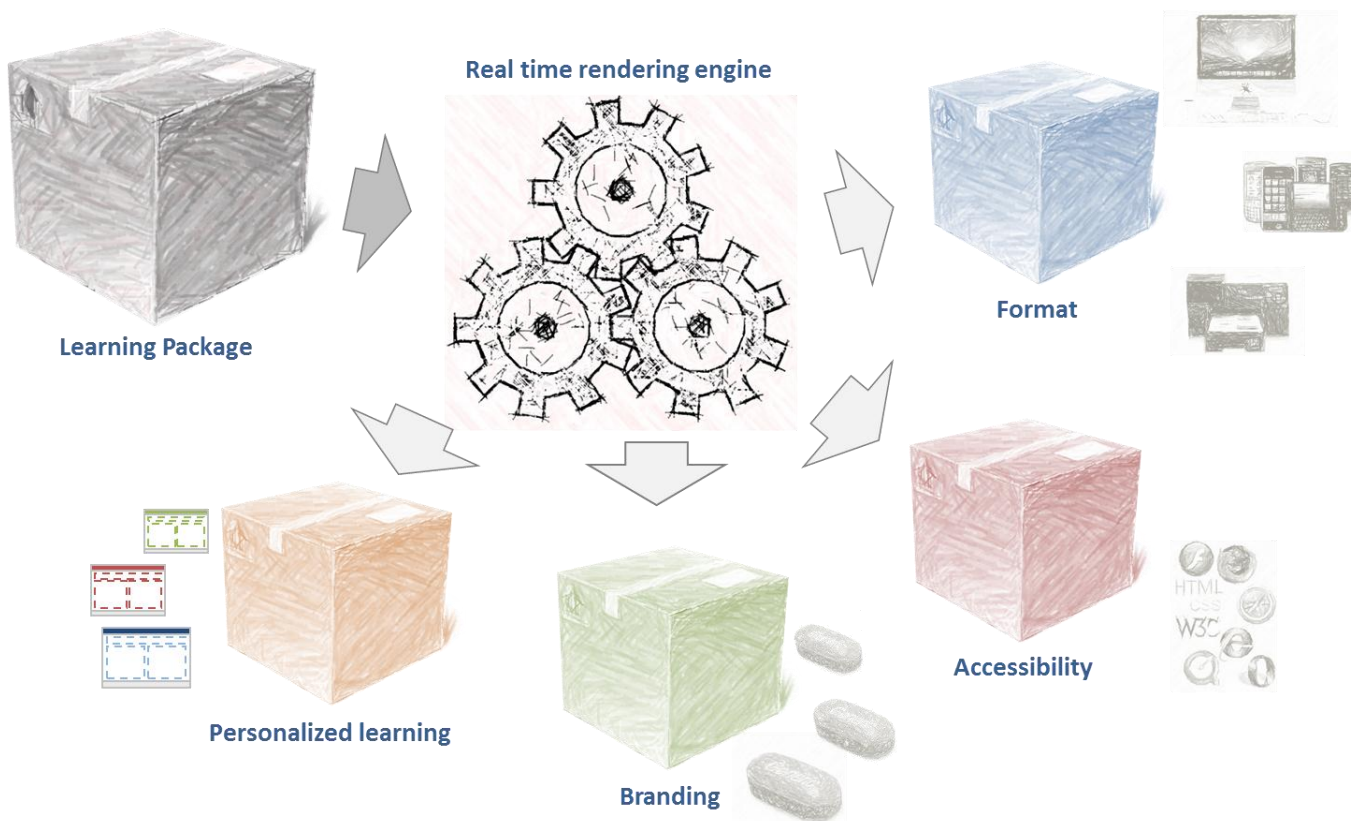 Real time rendering engine
Learning Package
Format
HTML
CSS
W3C
Accessibility
Personalized learning
Branding